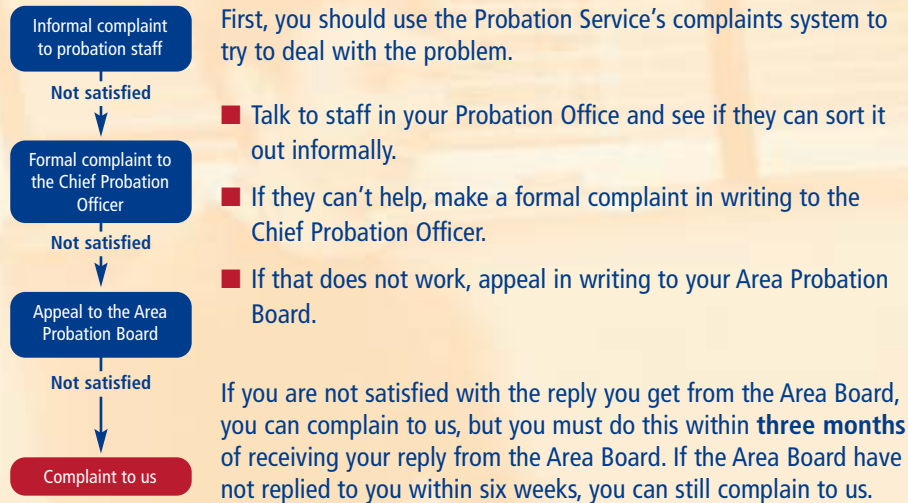 Informal complaint
to probation staff
Not satisfied
Formal complaint to
the Chief Probation
Officer
Not satisfied
Appeal to the Area
Probation Board
Not satisfied
Complaint to us
First, you should use the Probation Service’s complaints system to
try to deal with the problem.
■ Talk to staff in your Probation Office and see if they can sort it
out informally.
■ If they can’t help, make a formal complaint in writing to the
Chief Probation Officer.
■ If that does not work, appeal in writing to your Area Probation
Board.
If you are not satisfied with the reply you get from the Area Board,
you can complain to us, but you must do this within three months
of receiving your reply from the Area Board. If the Area Board have
not replied to you within six weeks, you can still complain to us.